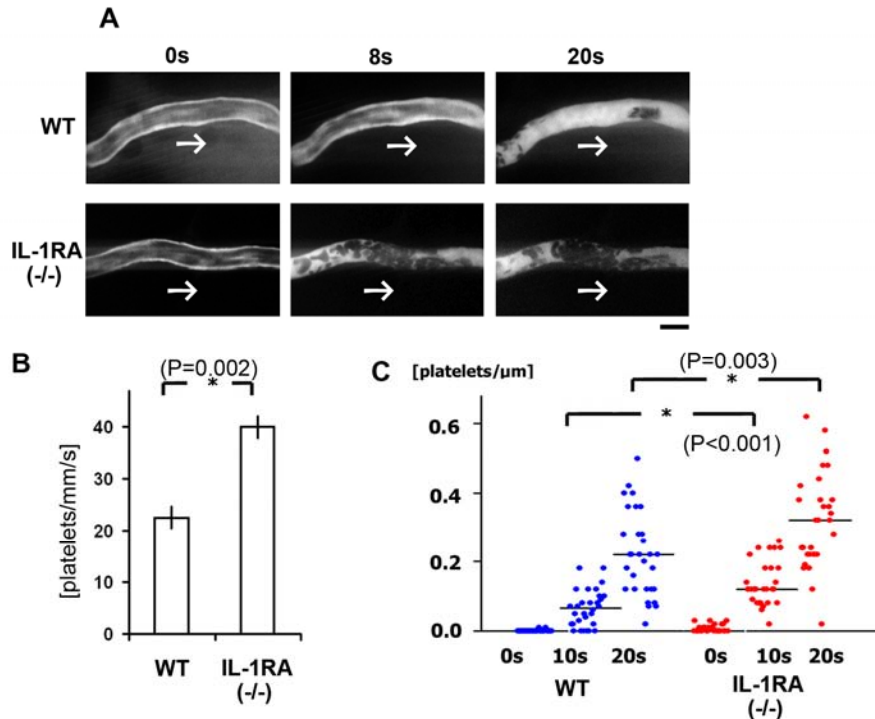 A
0s 8s 20s
WT
IL-1RA
(-/-)
B
(P=0.002)
*
[platelets/mm/s]
40
30
20
10
0
WT IL-1RA
(-/-)
C
[platelets/μm]
(P=0.003)
*
*
(P<0.001)
0.6
0.4
0.2
0.0
0s 10s 20s 0s 10s 20s
WT IL-1RA
(-/-)